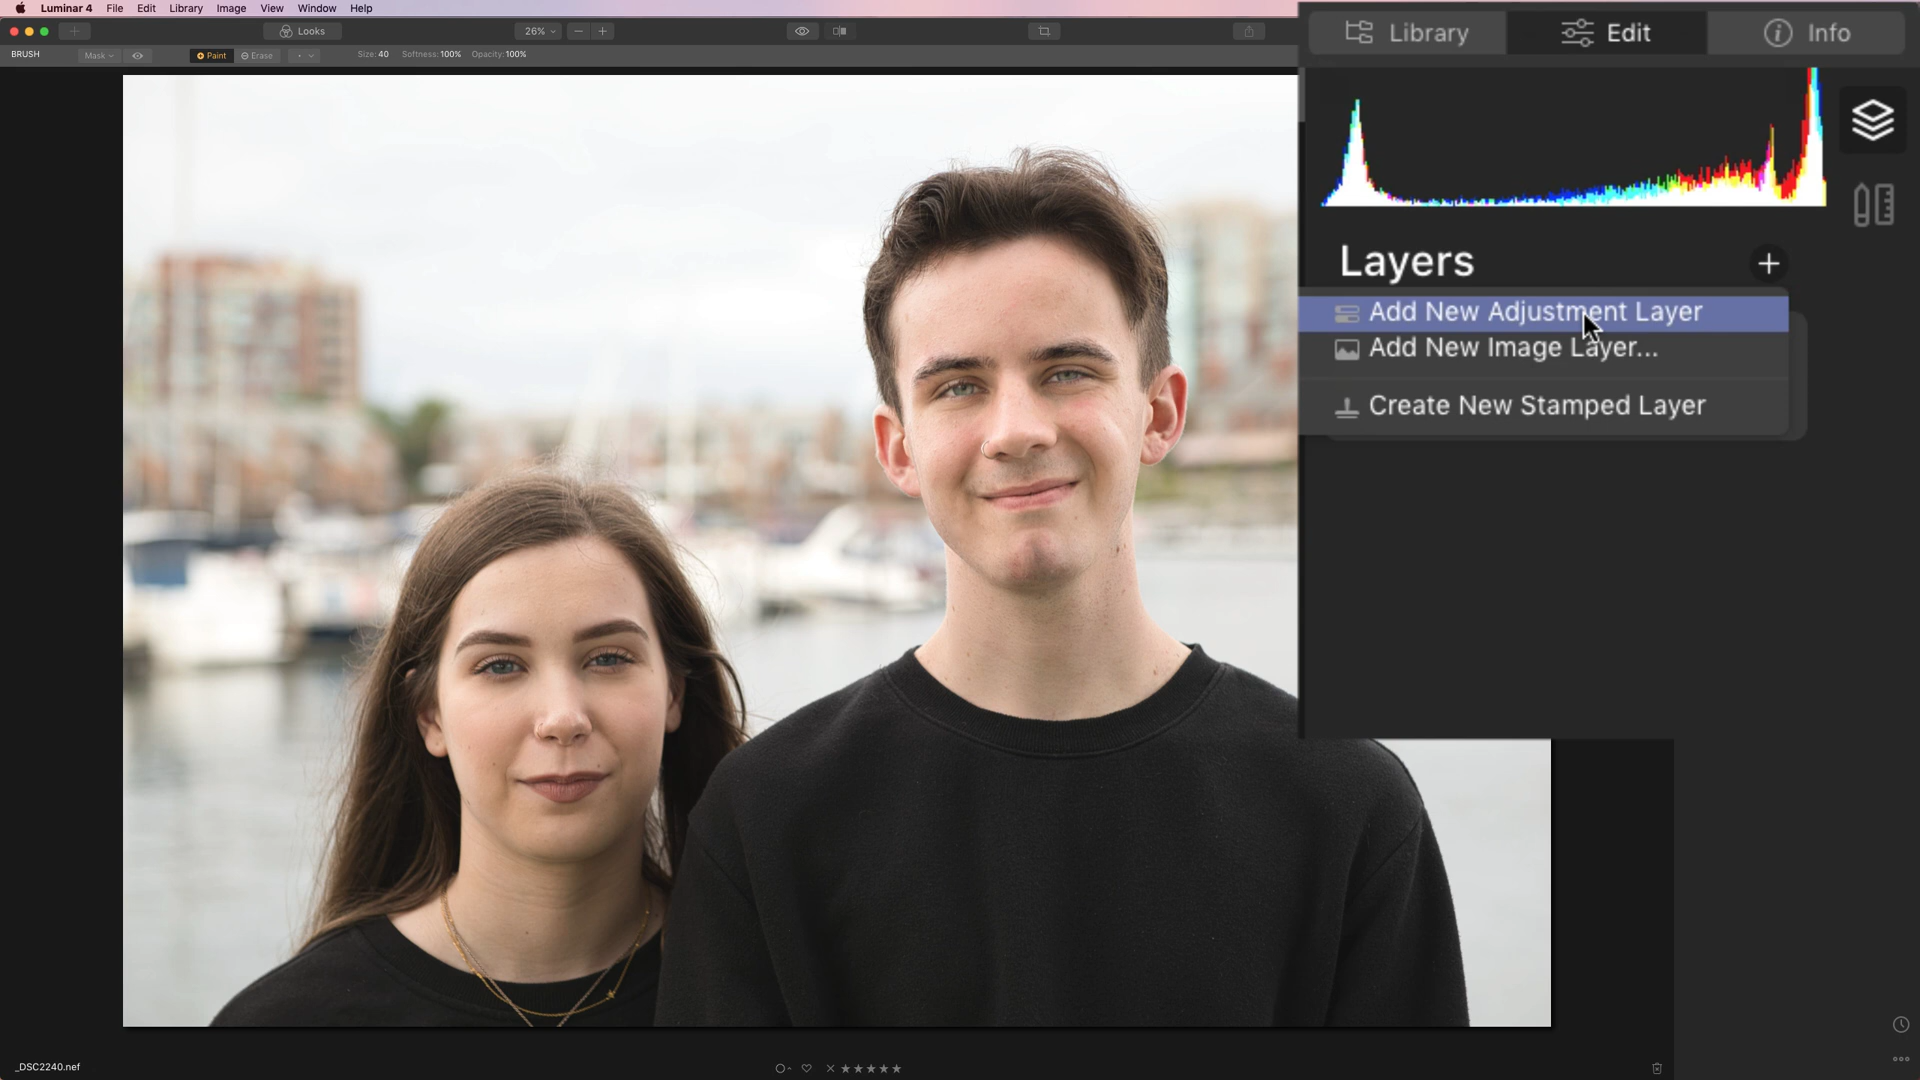 Luminar 4 File Edit Library Image View Window Help
Looks
26%
Library Edit Info
BRUSH Mask Paint Erase Size: 40 Softness: 100% Opacity: 100%
Layers
Add New Adjustment Layer
Add New Image Layer...
Create New Stamped Layer
_DSC2240.nef